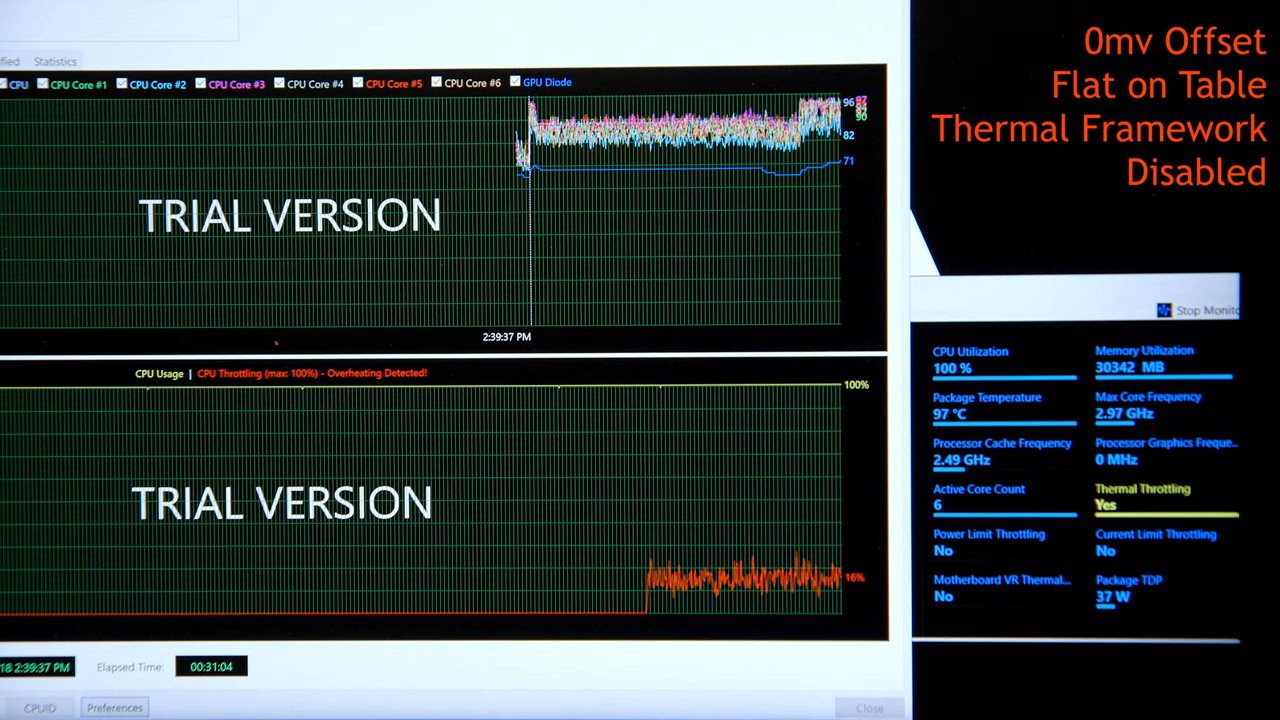 0mv Offset
Flat on Table
Thermal Framework
Disabled
Statistics
CPU CPU Core #1 CPU Core #2 CPU Core #3 CPU Core #4 CPU Core #5 CPU Core #6 GPU Diode
96 97
90
82
71
TRIAL VERSION
2:39:37 PM
CPU Usage | CPU Throttling (max: 100%) - Overheating Detected!
100%
TRIAL VERSION
16%
18 2:39:37 PM Elapsed Time: 00:31:04
CPUID Preferences Close
Stop Monito
CPU Utilization Memory Utilization
100 % 30342 MB
Package Temperature Max Core Frequency
97 °C 2.97 GHz
Processor Cache Frequency Processor Graphics Freque..
2.49 GHz 0 MHz
Active Core Count Thermal Throttling
6 Yes
Power Limit Throttling Current Limit Throttling
No No
Motherboard VR Thermal... Package TDP
No 37 W